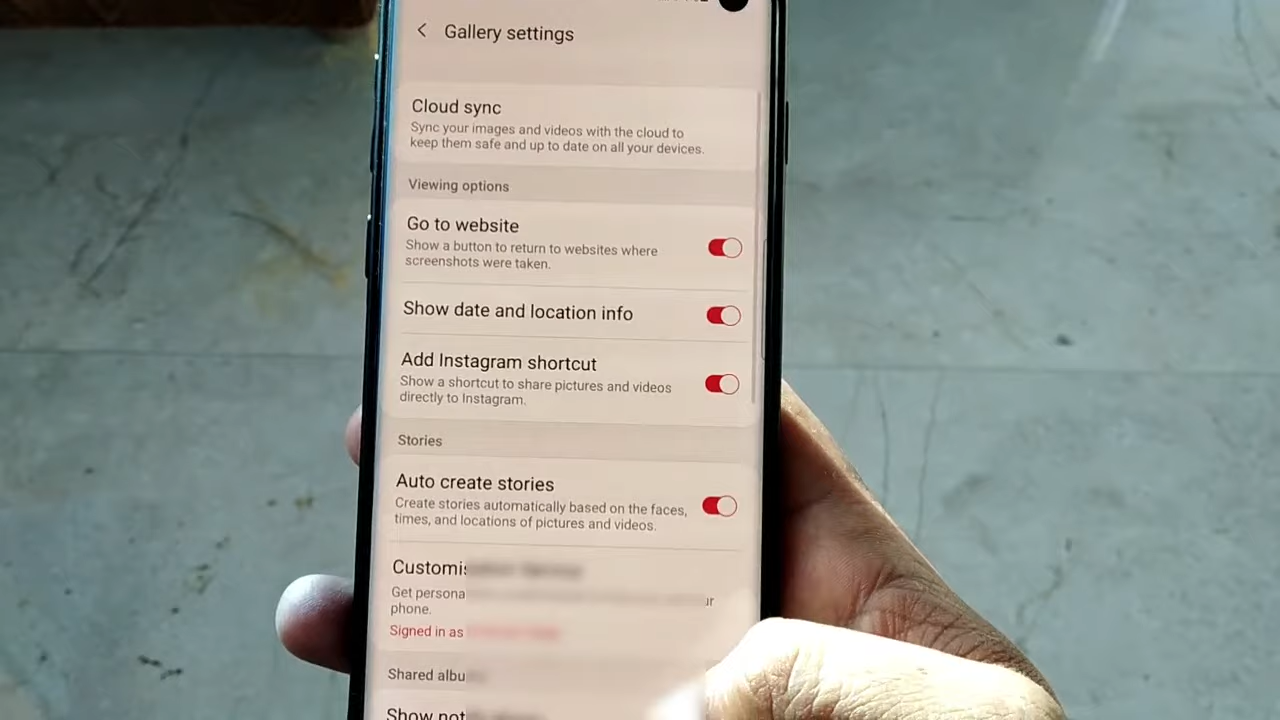 Gallery settings
Cloud sync
Sync your images and videos with the cloud to
keep them safe and up to date on all your devices.
Viewing options
Go to website
Show a button to return to websites where
screenshots were taken.
Show date and location info
Add Instagram shortcut
Show a shortcut to share pictures and videos
directly to Instagram.
Stories
Auto create stories
Create stories automatically based on the faces,
times, and locations of pictures and videos.
Get
phone.
Signed in as
Shared
Show